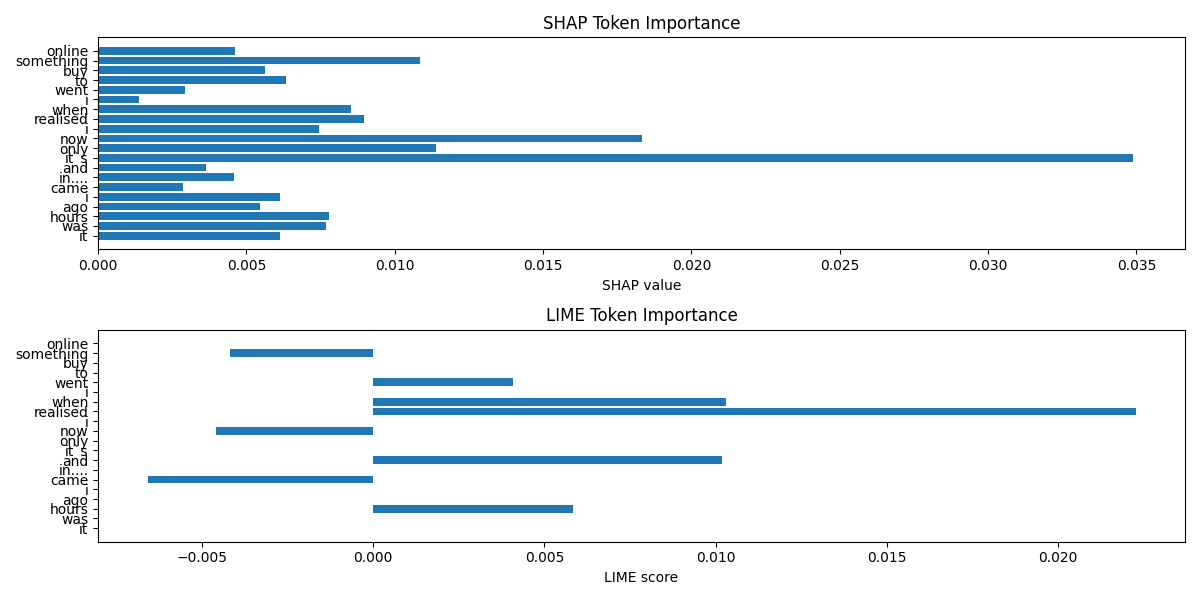 SHAP Token Importance
online
something
buy
to
went
i
when
realised
i
now
only
it's
and
in....
came
i
ago
hours
was
it
0.000 0.005 0.010 0.015 0.020 0.025 0.030 0.035
SHAP value
LIME Token Importance
online
something
buy
to
went
i
when
realised
i
now
only
it's
and
in....
came
i
ago
hours
was
it
−0.005 0.000 0.005 0.010 0.015 0.020
LIME score